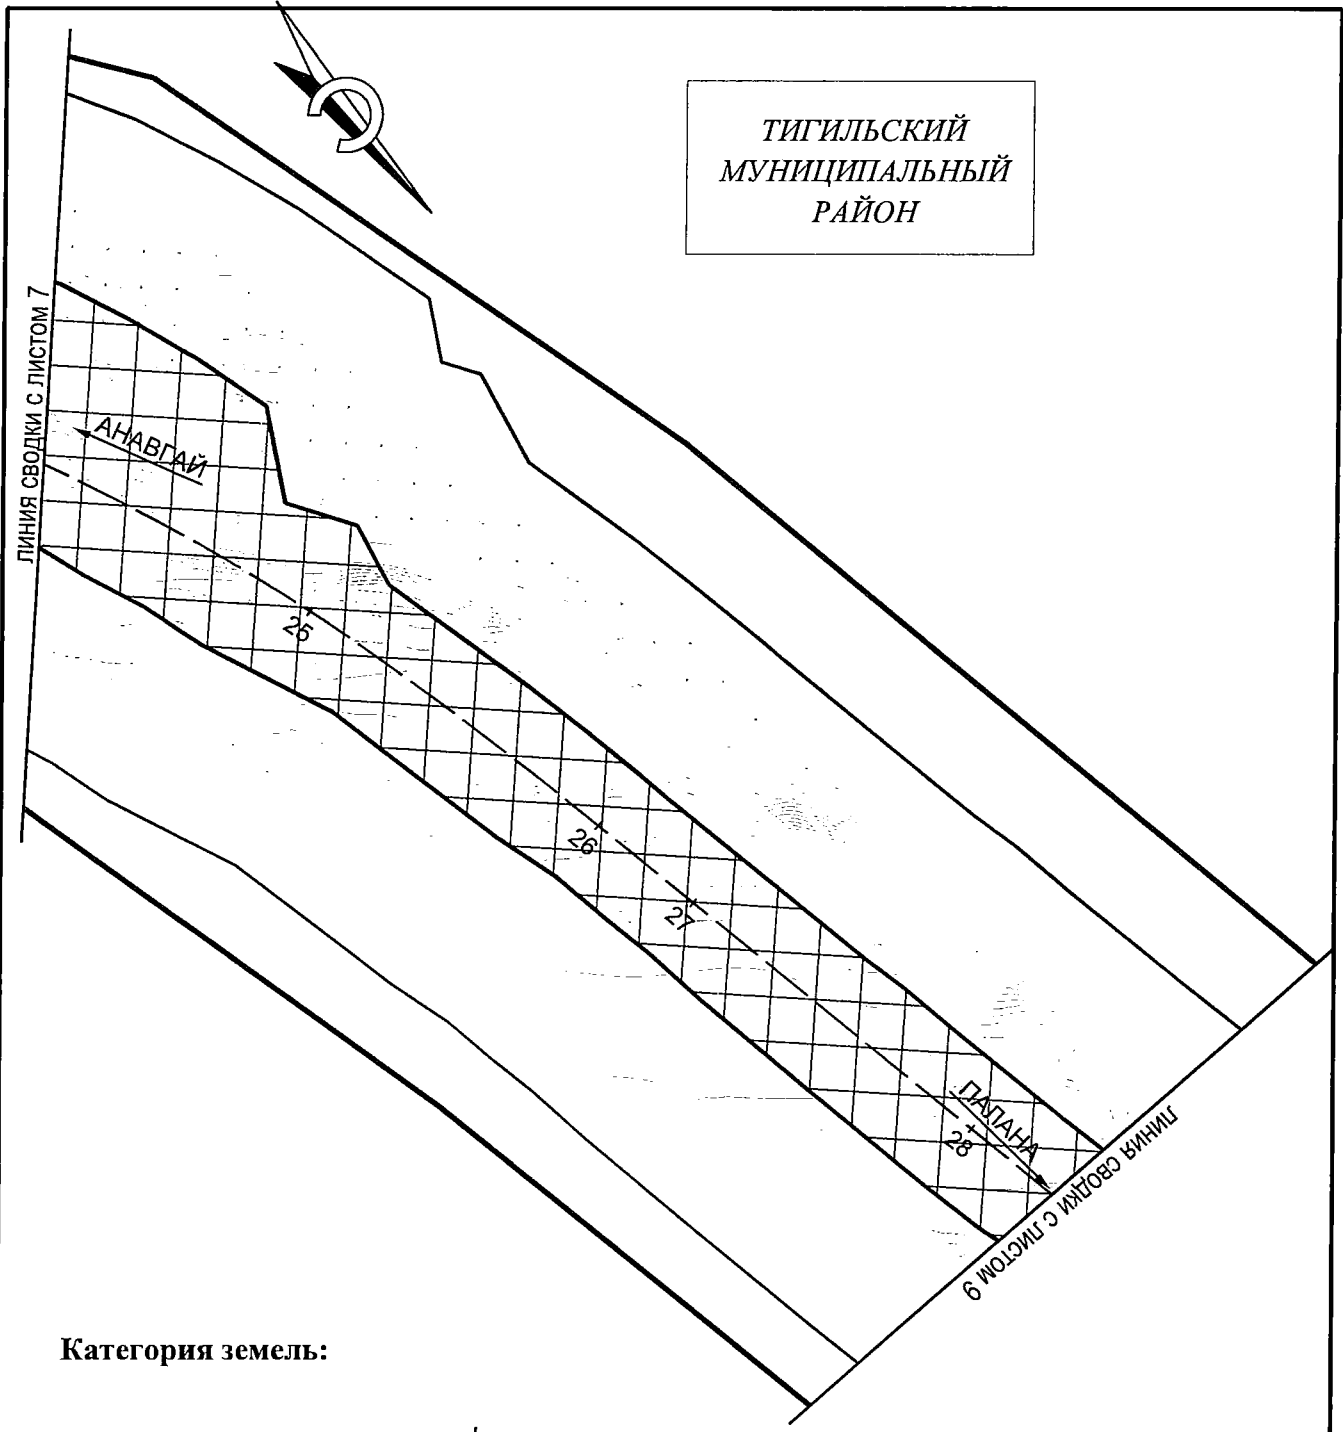 С
ТИГИЛЬСКИЙ
МУНИЦИПАЛЬНЫЙ
РАЙОН
ЛИНИЯ СВОДКИ С ЛИСТОМ 7
АНАВГАЙ
25
26
27
28
ПАЛАНА
ЛИНИЯ СВОДКИ С ЛИСТОМ 9
Категория земель: